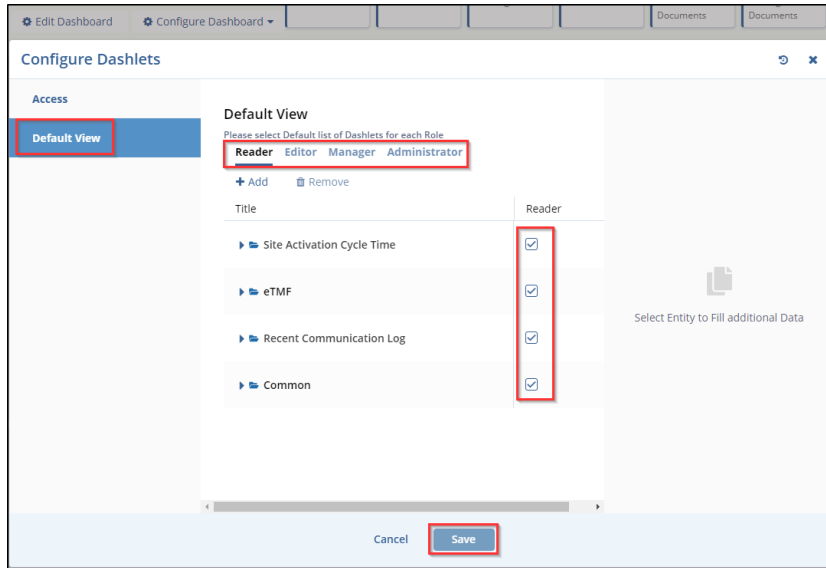 Edit Dashboard
Configure Dashboard
Documents
Documents
Configure Dashlets
Access
Default View
Default View
Please select Default list of Dashlets for each Role
Reader Editor Manager Administrator
+ Add Remove
Title Reader
Site Activation Cycle Time
eTMF
Recent Communication Log
Common
Select Entity to Fill additional Data
Cancel Save